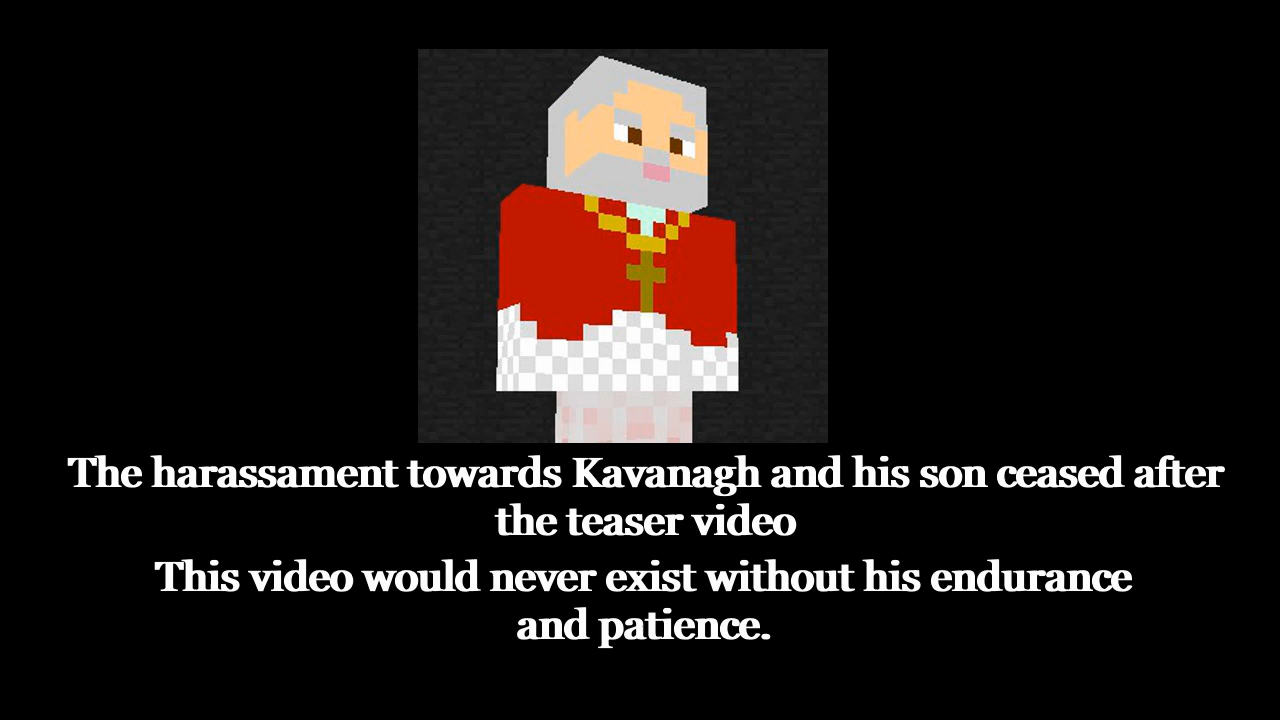 The harassament towards Kavanagh and his son ceased after
the teaser video
This video would never exist without his endurance
and patience.